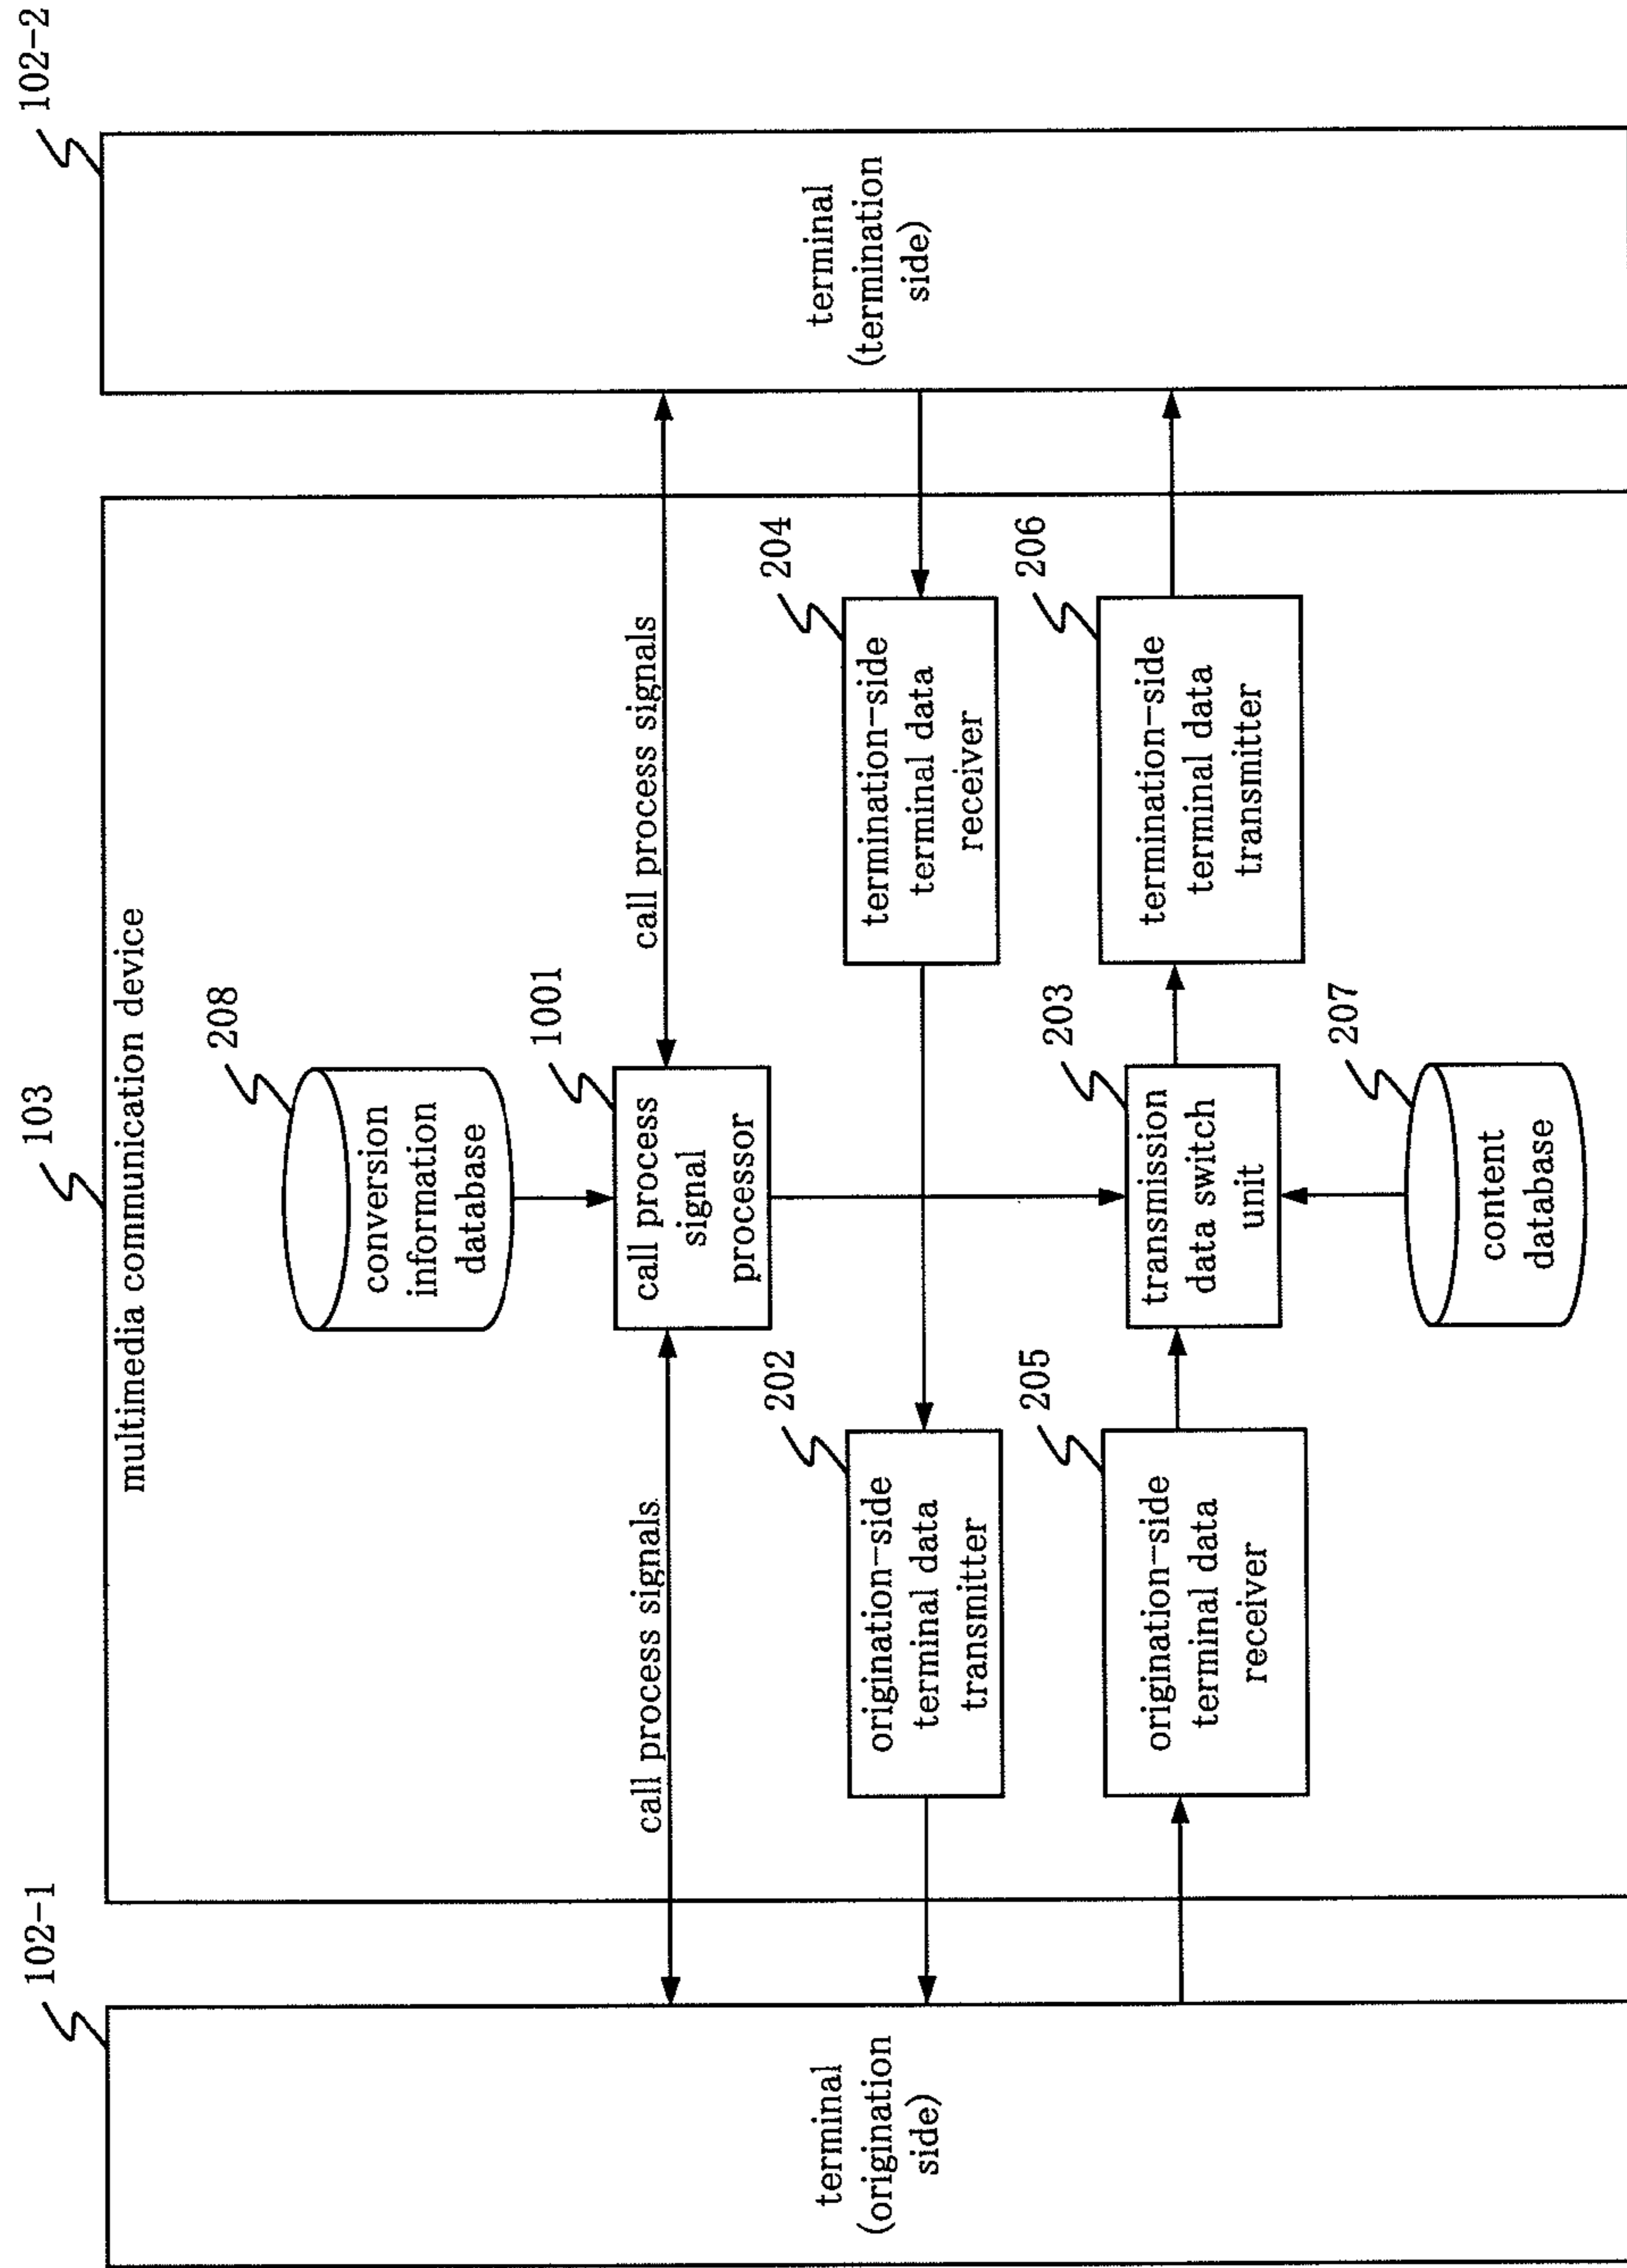 102-1
terminal
(origination
side)
103
multimedia communication device
208
conversion
information
database
1001
call process
signal
processor
call process signals
call process signals
202
origination-side
terminal data
transmitter
204
termination-side
terminal data
receiver
205
origination-side
terminal data
receiver
203
transmission
data switch
unit
206
termination-side
terminal data
transmitter
207
content
database
102-2
terminal
(termination
side)